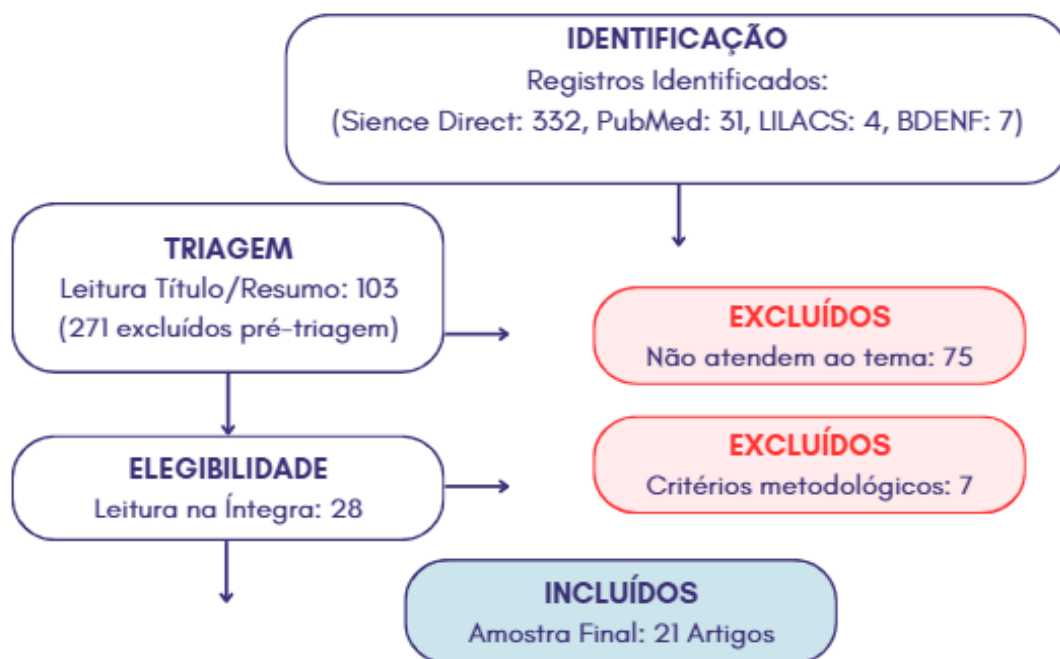 IDENTIFICAÇÃO
Registros Identificados:
(Sience Direct: 332, PubMed: 31, LILACS: 4, BDENF: 7)
TRIAGEM
Leitura Título/Resumo: 103
(271 excluídos pré-triagem)
EXCLUÍDOS
Não atendem ao tema: 75
ELEGIBILIDADE
Leitura na Íntegra: 28
EXCLUÍDOS
Critérios metodológicos: 7
INCLUÍDOS
Amostra Final: 21 Artigos